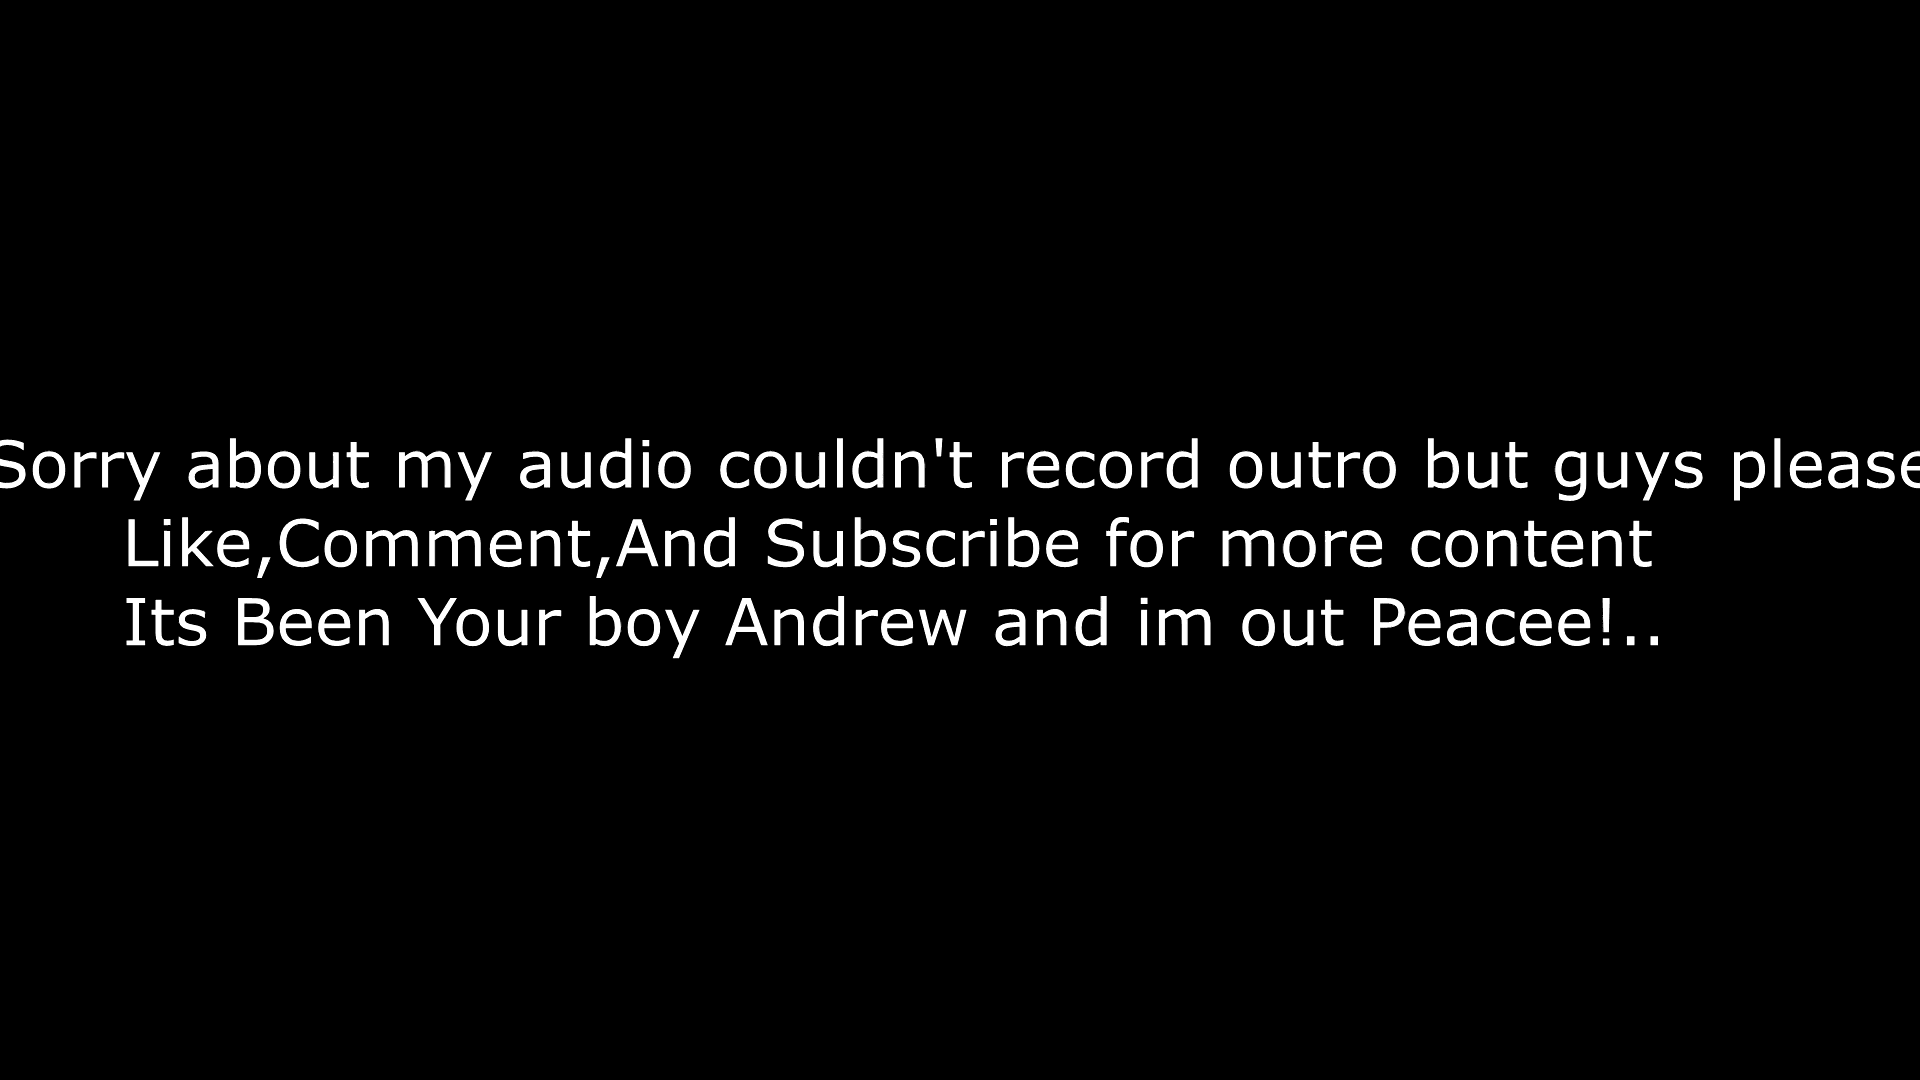 Sorry about my audio couldn't record outro but guys please
Like,Comment,And Subscribe for more content
Its Been Your boy Andrew and im out Peacee!..